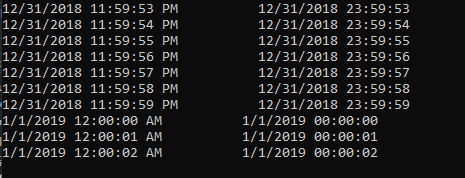 12/31/2018 11:59:53 PM          12/31/2018 23:59:53
12/31/2018 11:59:54 PM          12/31/2018 23:59:54
12/31/2018 11:59:55 PM          12/31/2018 23:59:55
12/31/2018 11:59:56 PM          12/31/2018 23:59:56
12/31/2018 11:59:57 PM          12/31/2018 23:59:57
12/31/2018 11:59:58 PM          12/31/2018 23:59:58
12/31/2018 11:59:59 PM          12/31/2018 23:59:59
1/1/2019 12:00:00 AM          1/1/2019 00:00:00
1/1/2019 12:00:01 AM          1/1/2019 00:00:01
1/1/2019 12:00:02 AM          1/1/2019 00:00:02